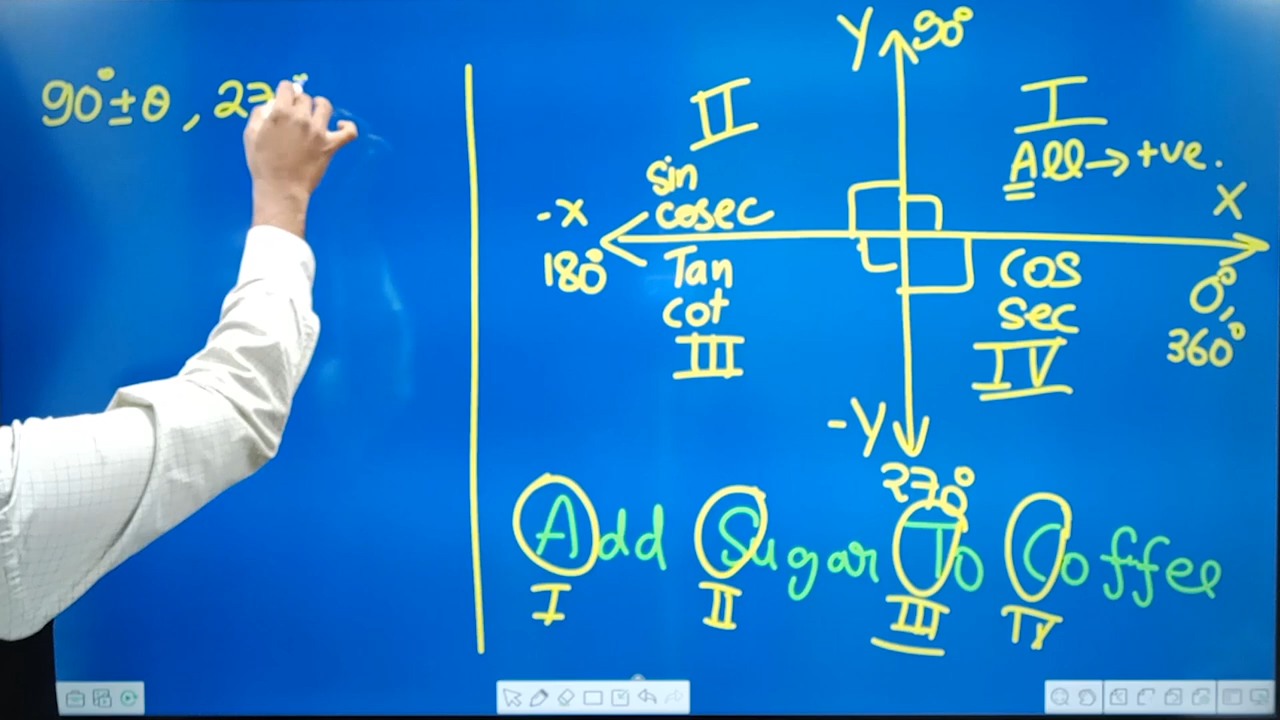 90°±θ, 27
Y 90°
II
I
All→+ve.
sin
cosec
-X
X
180°
Tan
cot
III
cos
sec
IV
0°,
360°
-Y
270°
Add Sugar To Coffee
I II III IV